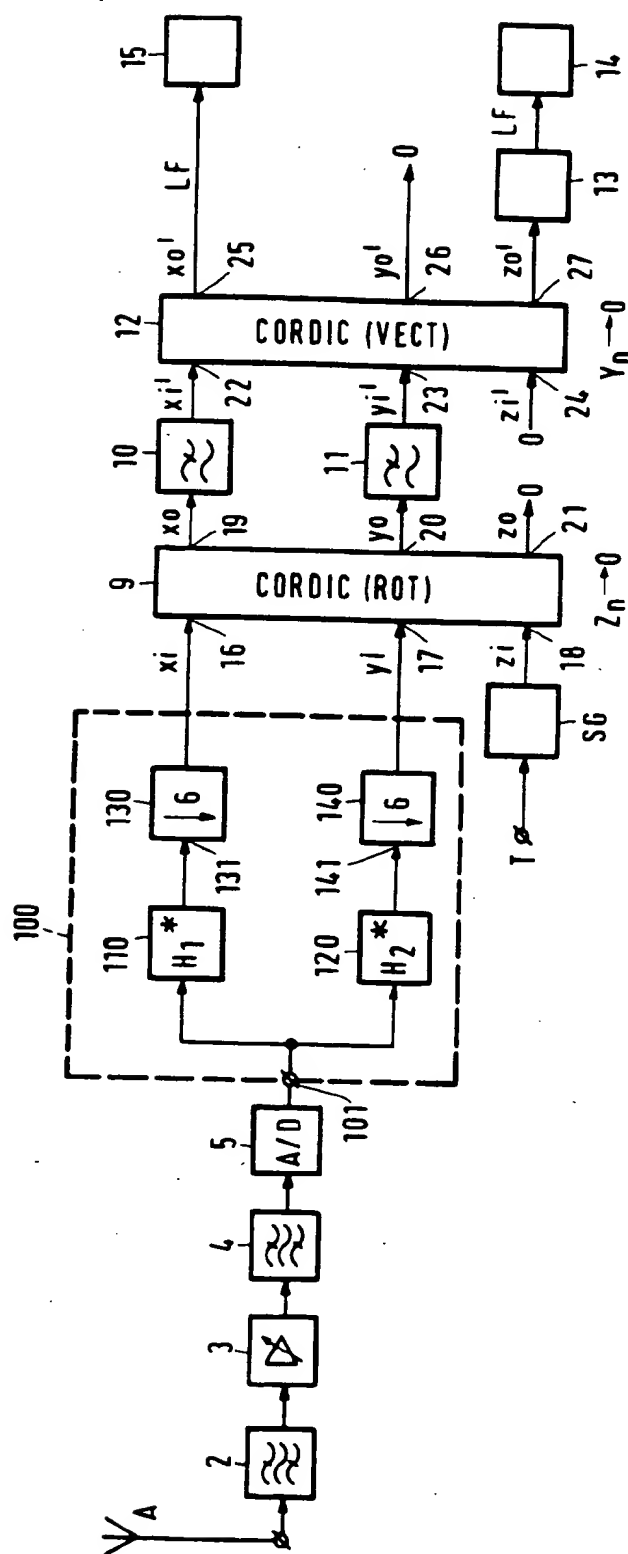 A
2
3
4
5
A/D
101
100
110
H1*
131
130
↓6
120
H2*
141
140
↓6
T
SG
xi
16
yi
17
zi
18
9
CORDIC (ROT)
xo
19
yo
20
zo
21
0
Zn→0
10
11
xi'
22
yi'
23
zi'
24
0
12
CORDIC (VECT)
Yn→0
xo'
25
yo'
26
0
zo'
27
LF
15
13
LF
14